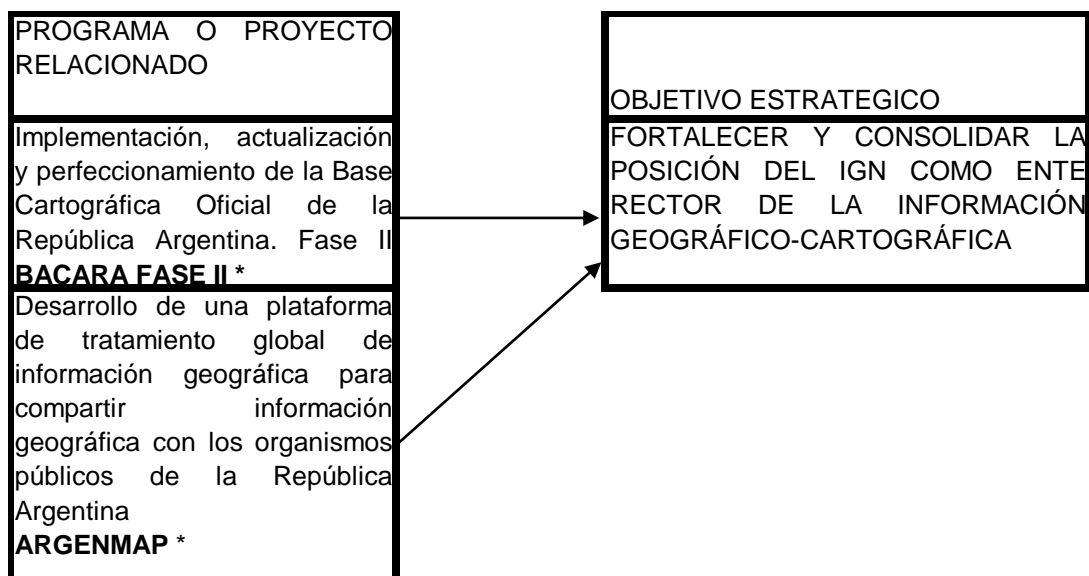 PROGRAMA O PROYECTO
RELACIONADO
Implementación, actualización
y perfeccionamiento de la Base
Cartográfica Oficial de la
República Argentina. Fase II
BACARA FASE II *
Desarrollo de una plataforma
de tratamiento global de
información geográfica para
compartir información
geográfica con los organismos
públicos de la República
Argentina
ARGENMAP *
OBJETIVO ESTRATEGICO
FORTALECER Y CONSOLIDAR LA
POSICIÓN DEL IGN COMO ENTE
RECTOR DE LA INFORMACIÓN
GEOGRÁFICO-CARTOGRÁFICA